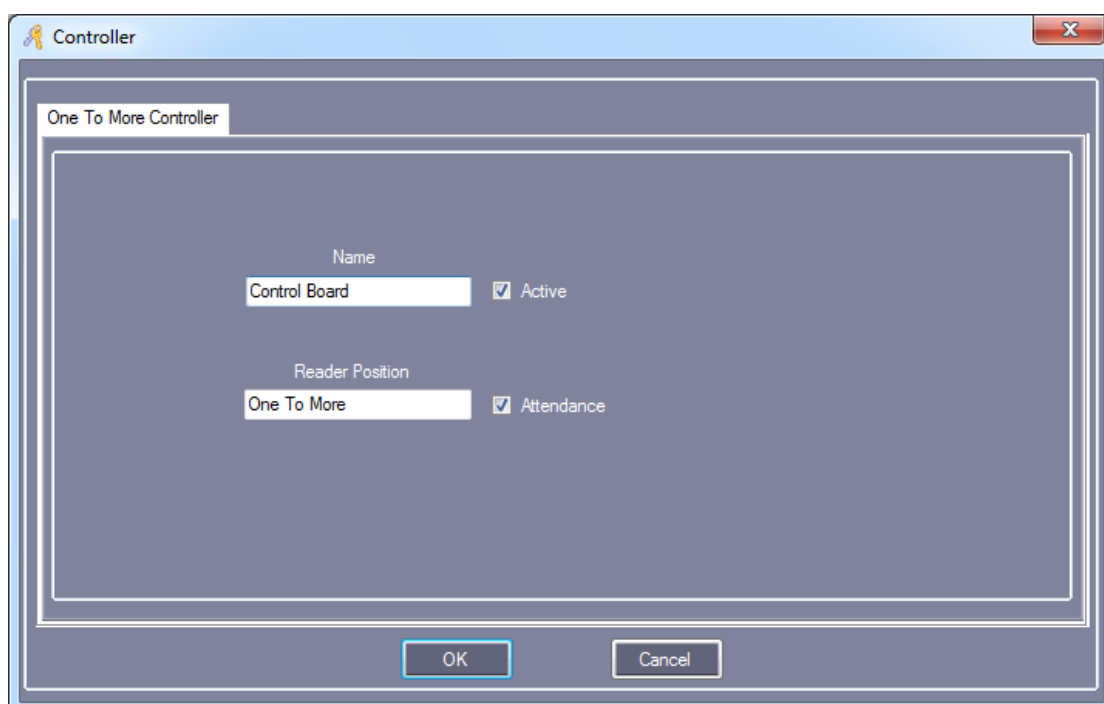 Controller
One To More Controller
Name
Control Board
Active
Reader Position
One To More
Attendance
OK
Cancel